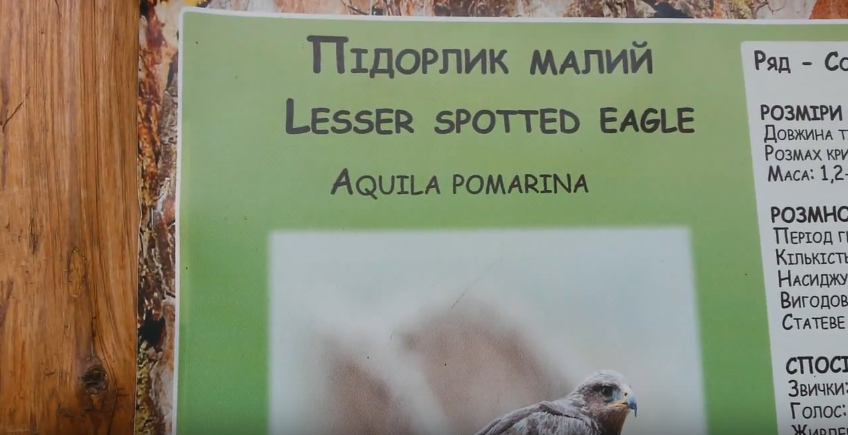 Підорлик малий
Lesser spotted eagle
Aquila pomarina
Ряд - Со
РОЗМІРИ
Довжина т
Розмах кри
Маса: 1,2-
РОЗМНО
Період г
Кількість
Насиджу
Вигодов
Статеве
СПОСІ
Звички:
Голос:
Живле